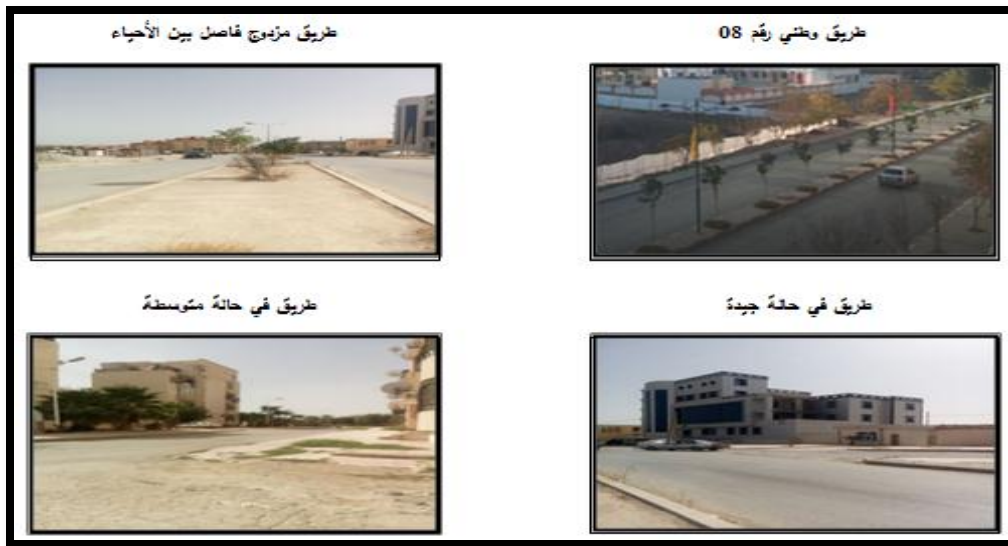 طريق وطني رقم 08
طريق مزدوج فاصل بين الأحياء
طريق في حالة جيدة
طريق في حالة متوسطة